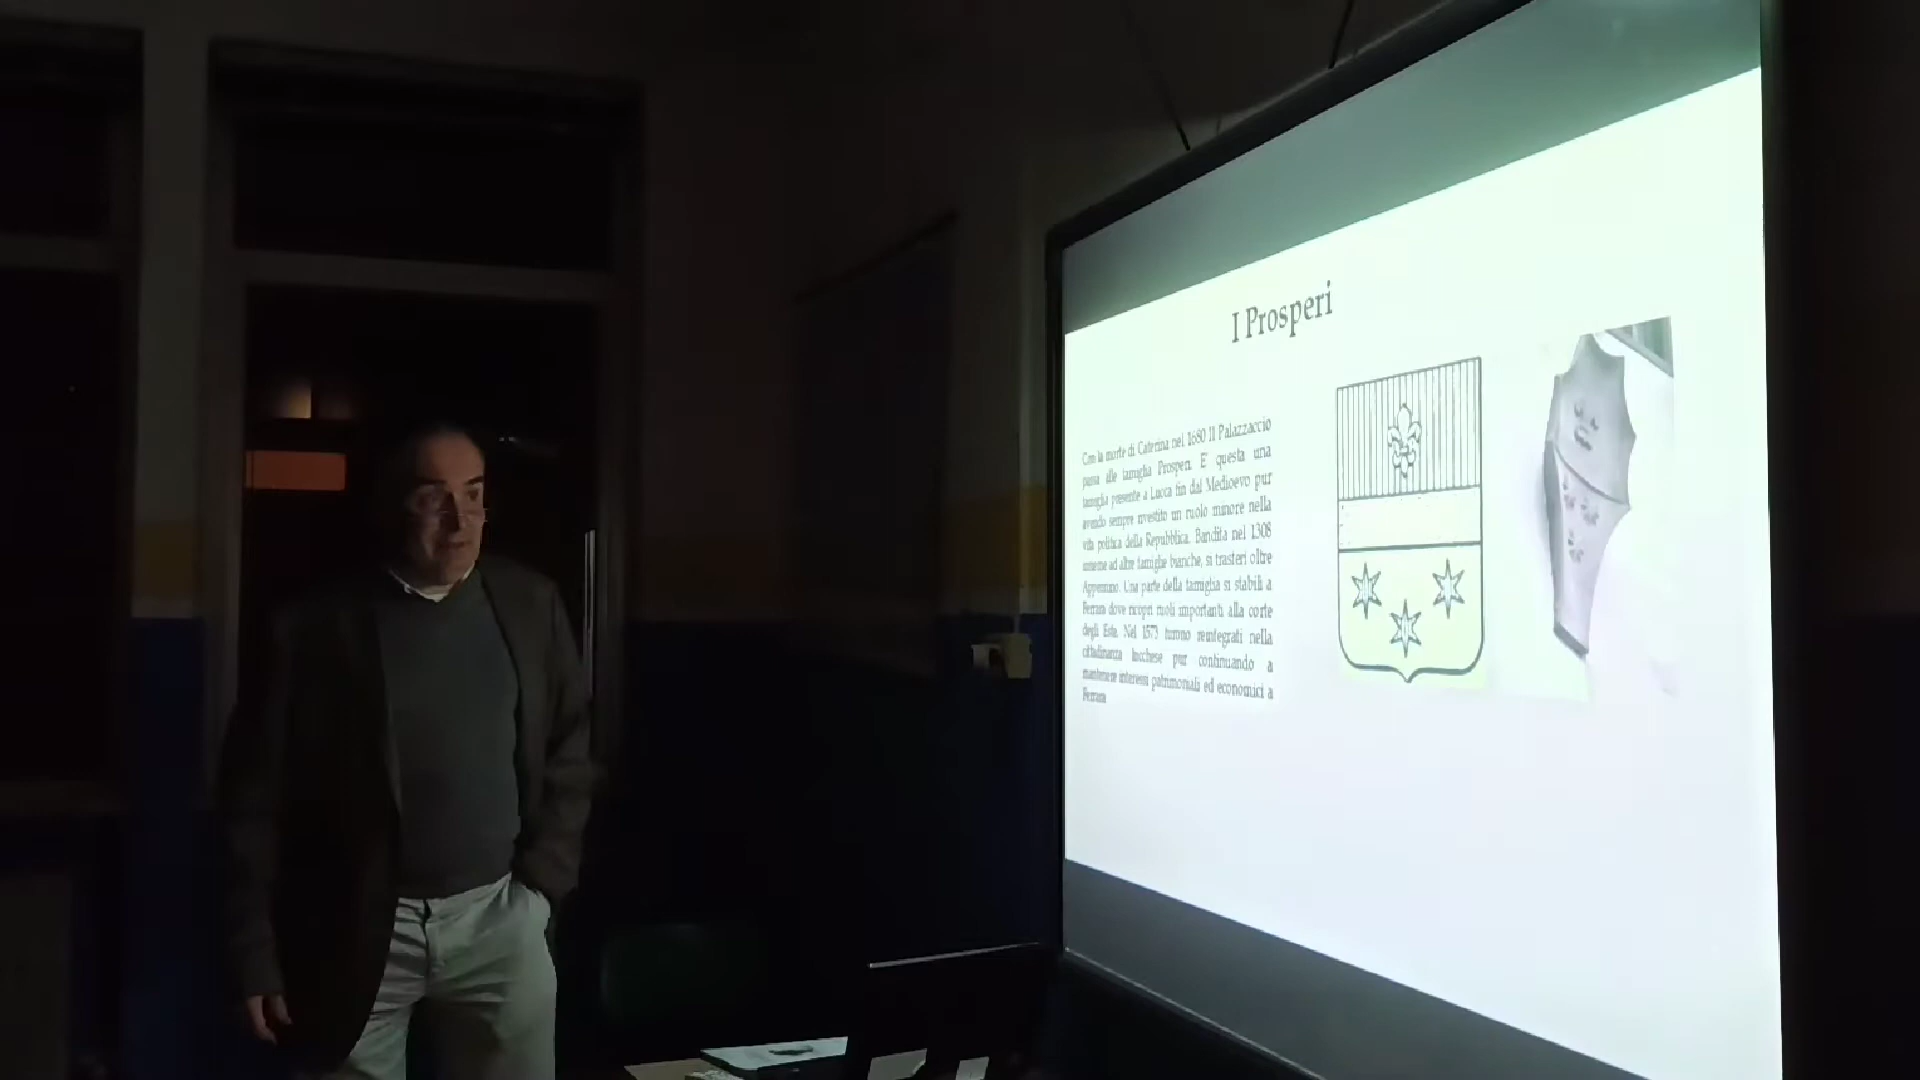 I Prosperi
Con la morte di Caterina nel 1680 il Palazzaccio
passa alle famiglia Prosperi. E' questa una
famiglia presente a Lucca fin dal Medioevo pur
avendo sempre rivestito un ruolo minore nella
vita politica della Repubblica. Bandita nel 1308
insieme ad altre famiglie bianche, si trasferì oltre
Appennino. Una parte della famiglia si stabilì a
Ferrara dove ricoprì ruoli importanti alla corte
degli Este. Nel 1573 furono reintegrati nella
cittadinanza lucchese pur continuando a
mantenere interessi patrimoniali ed economici a
Ferrara